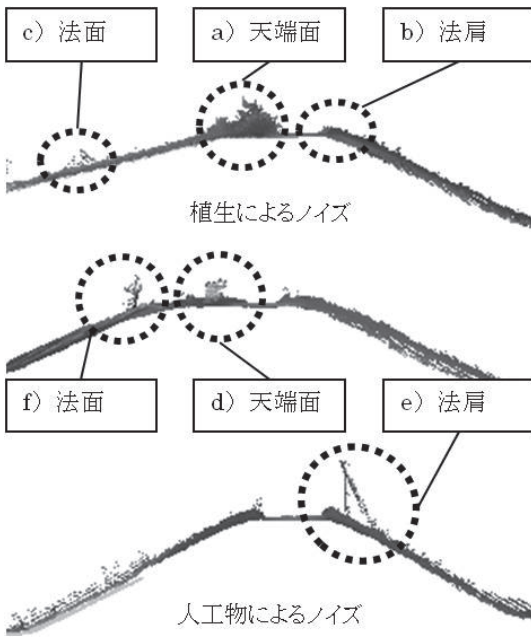 c）法面
a）天端面
b）法肩
植生によるノイズ
f）法面
d）天端面
e）法肩
人工物によるノイズ